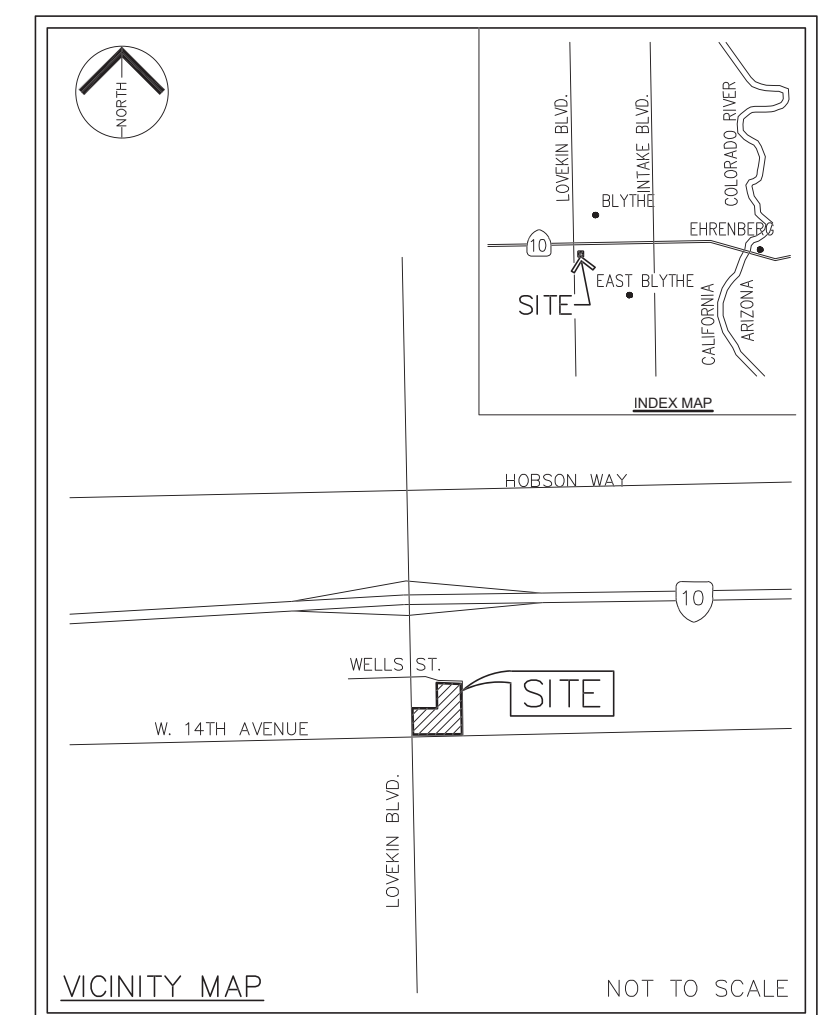 NORTH
LOVEKIN BLVD.
INTAKE BLVD.
COLORADO RIVER
BLYTHE
EHRENBERG
10
EAST BLYTHE
SITE
CALIFORNIA
ARIZONA
INDEX MAP
HOBSON WAY
10
WELLS ST.
SITE
W. 14TH AVENUE
LOVEKIN BLVD.
VICINITY MAP
NOT TO SCALE